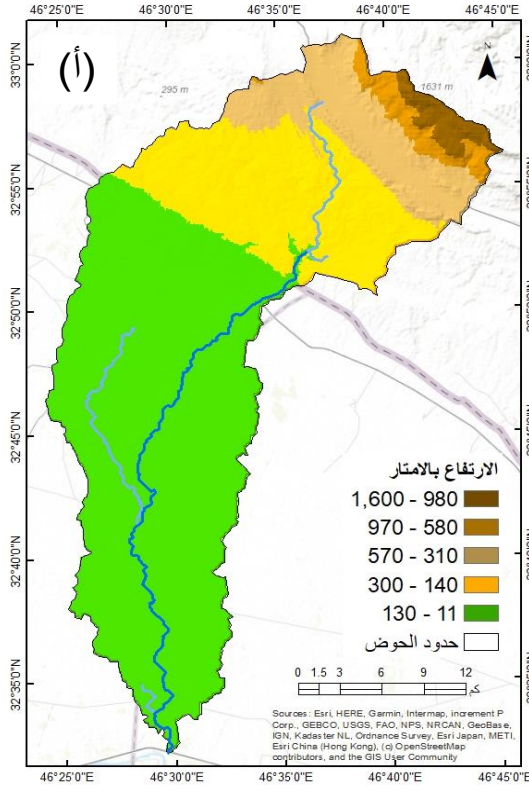 46°25'0"E 46°30'0"E 46°35'0"E 46°40'0"E 46°45'0"E
33°0'0"N
(أ)
295 m
1631 m
N
32°55'0"N
32°50'0"N
32°45'0"N
32°40'0"N
32°35'0"N
الارتفاع بالامتار
1,600 - 980
970 - 580
570 - 310
300 - 140
130 - 11
حدود الحوض
0 1.5 3 6 9 12
كم
Sources: Esri, HERE, Garmin, Intermap, increment P
Corp., GEBCO, USGS, FAO, NPS, NRCAN, GeoBase,
IGN, Kadaster NL, Ordnance Survey, Esri Japan, METI,
Esri China (Hong Kong), (c) OpenStreetMap
contributors, and the GIS User Community
46°25'0"E 46°30'0"E 46°35'0"E 46°40'0"E 46°45'0"E